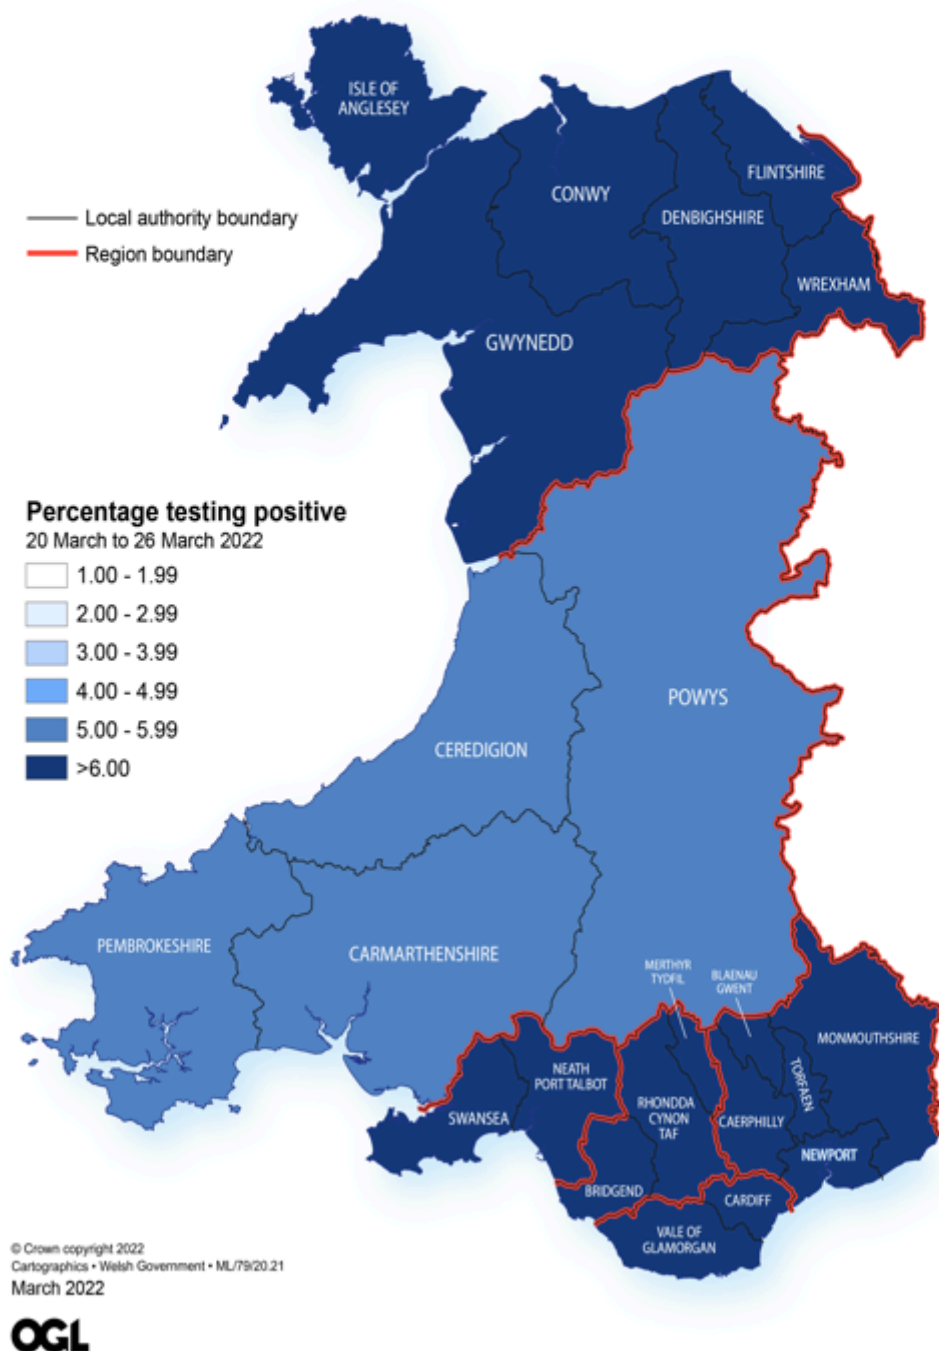 ISLE OF
ANGLESEY
FLINTSHIRE
CONWY
DENBIGHSHIRE
Local authority boundary
Region boundary
WREXHAM
GWYNEDD
Percentage testing positive
20 March to 26 March 2022
1.00 - 1.99
2.00 - 2.99
3.00 - 3.99
4.00 - 4.99
5.00 - 5.99
>6.00
POWYS
CEREDIGION
PEMBROKESHIRE
CARMARTHENSHIRE
MERTHYR
TYDFIL
BLAENAU
GWENT
MONMOUTHSHIRE
NEATH
PORT TALBOT
TORFAEN
SWANSEA
RHONDDA
CYNON
TAF
CAERPHILLY
NEWPORT
BRIDGEND
CARDIFF
VALE OF
GLAMORGAN
© Crown copyright 2022
Cartographics • Welsh Government • ML/79/20.21
March 2022
OGL